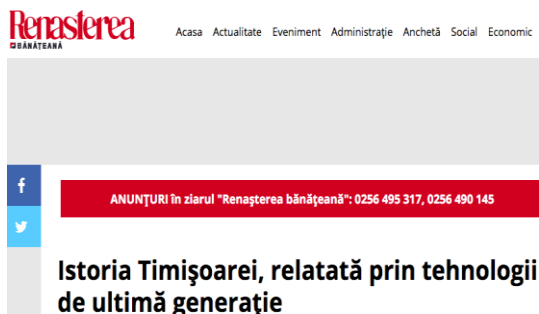 Renasterea
BĂNĂȚEANĂ
Acasa Actualitate Eveniment Administraţie Anchetă Social Economic
f
ANUNŢURI în ziarul "Renaşterea bănăţeană": 0256 495 317, 0256 490 145
Istoria Timişoarei, relatată prin tehnologii
de ultimă generaţie